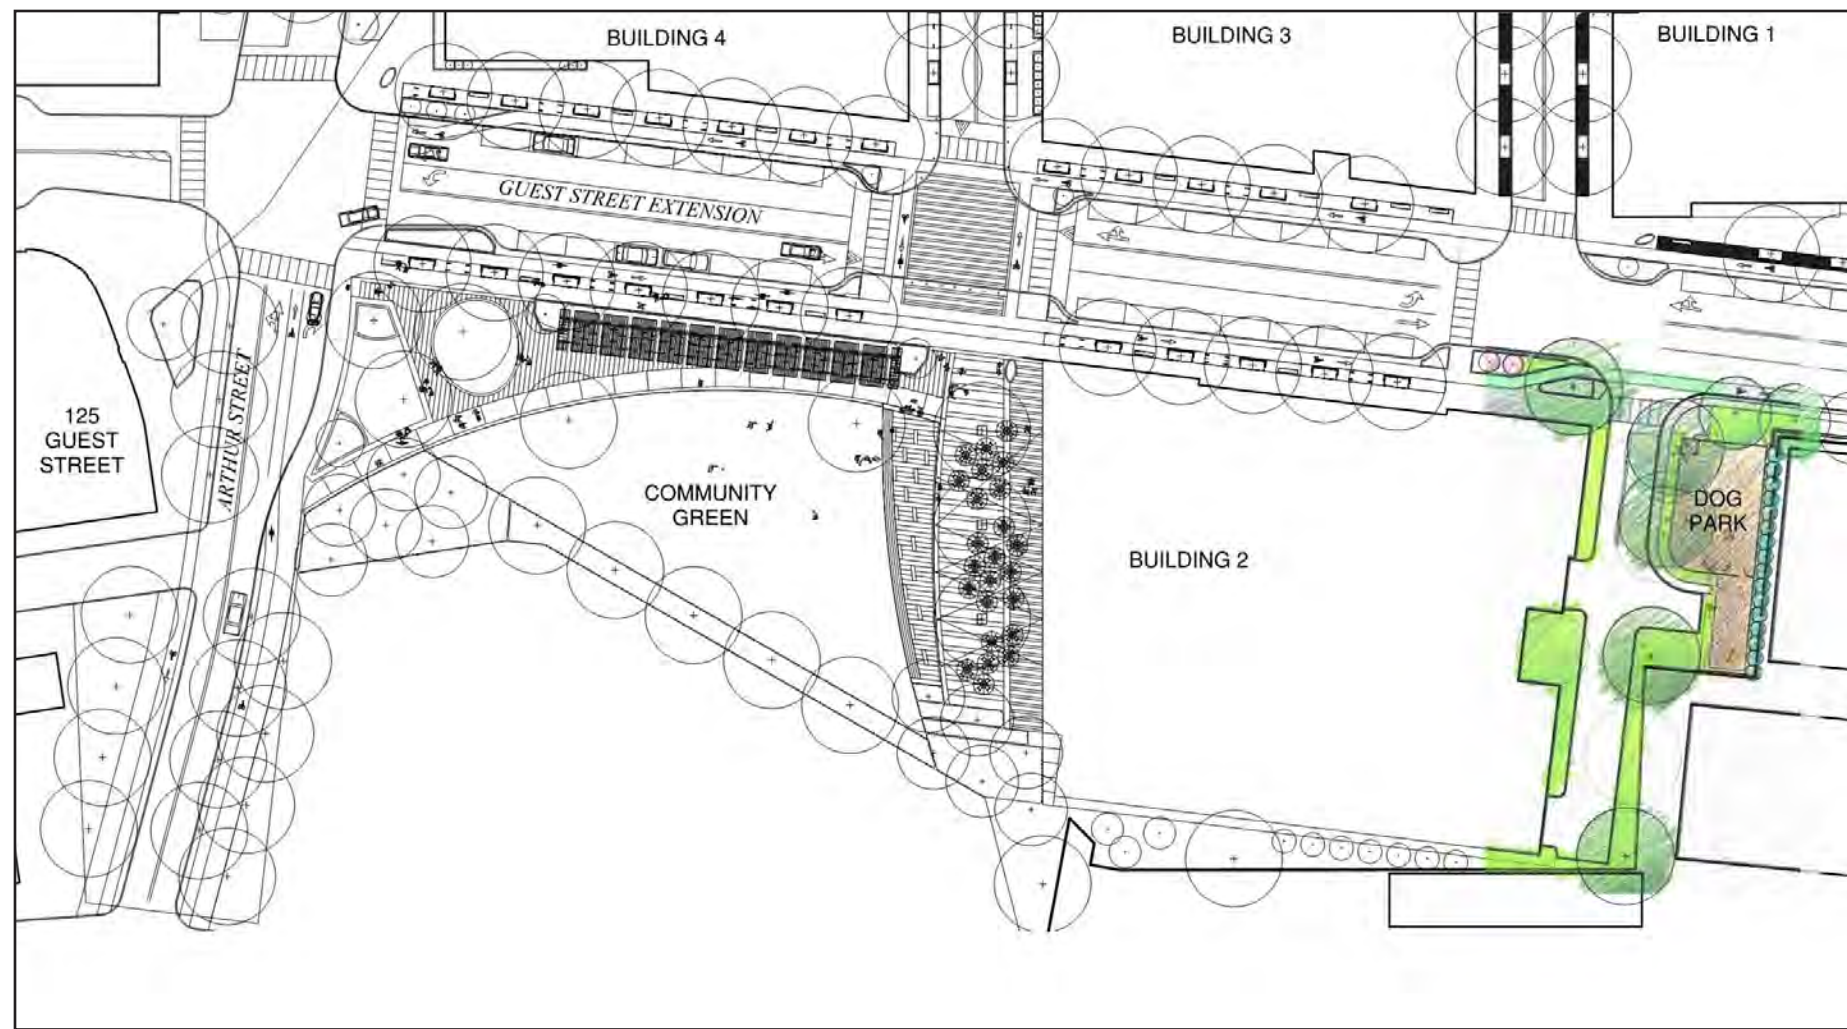 BUILDING 4
BUILDING 3
BUILDING 1
GUEST STREET EXTENSION
125
GUEST
STREET
ARTHUR STREET
COMMUNITY
GREEN
BUILDING 2
DOG
PARK